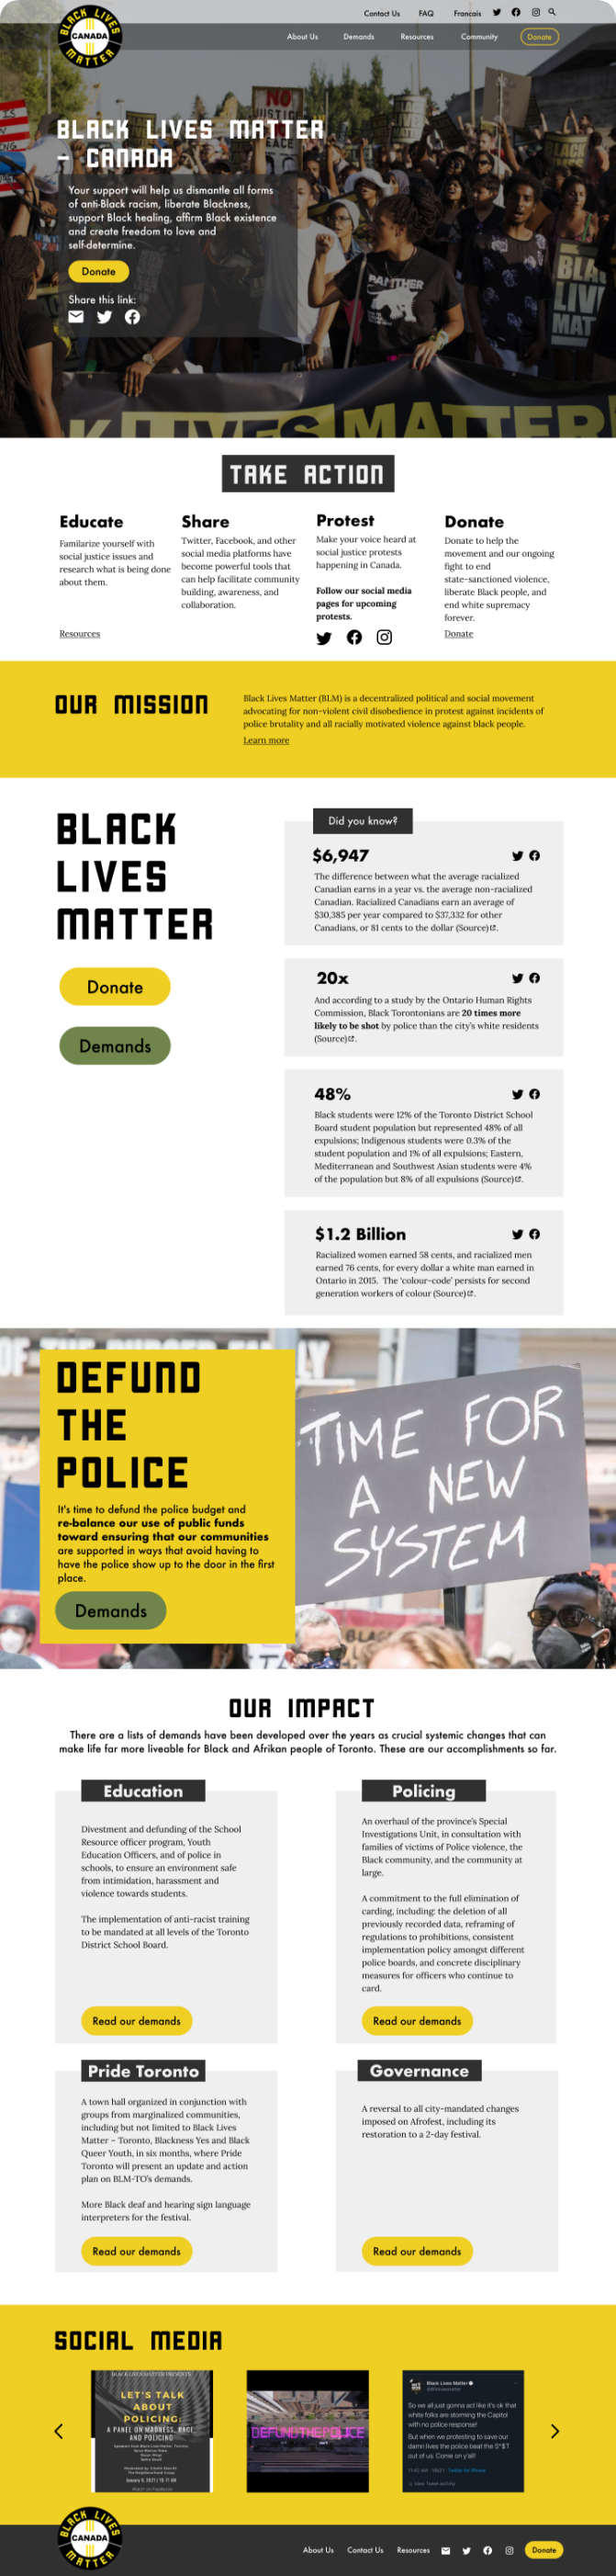 Contact Us FAQ Francais
BLACK LIVES
CANADA
MATTER
About Us Demands Resources Community Donate
NO
JUSTICE
PEACE
BLACK LIVES MATTER
- CANADA
Your support will help us dismantle all forms
of anti-Black racism, liberate Blackness,
support Black healing, affirm Black existence
and create freedom to love and
self-determine.
Donate
Share this link:
PANTHER
MATTER
TAKE ACTION
Educate
Familarize yourself with
social justice issues and
research what is being done
about them.
Resources
Share
Twitter, Facebook, and other
social media platforms have
become powerful tools that
can help facilitate community
building, awareness, and
collaboration.
Protest
Make your voice heard at
social justice protests
happening in Canada.
Follow our social media
pages for upcoming
protests.
Donate
Donate to help the
movement and our ongoing
fight to end
state-sanctioned violence,
liberate Black people, and
end white supremacy
forever.
Donate
OUR MISSION
Black Lives Matter (BLM) is a decentralized political and social movement
advocating for non-violent civil disobedience in protest against incidents of
police brutality and all racially motivated violence against black people.
Learn more
BLACK
LIVES
MATTER
Donate
Demands
Did you know?
$6,947
The difference between what the average racialized
Canadian earns in a year vs. the average non-racialized
Canadian. Racialized Canadians earn an average of
$30,385 per year compared to $37,332 for other
Canadians, or 81 cents to the dollar (Source).
20x
And according to a study by the Ontario Human Rights
Commission, Black Torontonians are 20 times more
likely to be shot by police than the city's white residents
(Source).
48%
Black students were 12% of the Toronto District School
Board student population but represented 48% of all
expulsions; Indigenous students were 0.3% of the
student population and 1% of all expulsions; Eastern,
Mediterranean and Southwest Asian students were 4%
of the population but 8% of all expulsions (Source).
$1.2 Billion
Racialized women earned 58 cents, and racialized men
earned 76 cents, for every dollar a white man earned in
Ontario in 2015. The 'colour-code' persists for second
generation workers of colour (Source).
DEFUND
THE
POLICE
It's time to defund the police budget and
re-balance our use of public funds
toward ensuring that our communities
are supported in ways that avoid having to
have the police show up to the door in the first
place.
Demands
TIME FOR
A NEW
SYSTEM
OUR IMPACT
There are a lists of demands have been developed over the years as crucial systemic changes that can
make life far more liveable for Black and Afrikan people of Toronto. These are our accomplishments so far.
Education
Divestment and defunding of the School
Resource officer program, Youth
Education Officers, and of police in
schools, to ensure an environment safe
from intimidation, harassment and
violence towards students.
The implementation of anti-racist training
to be mandated at all levels of the Toronto
District School Board.
Read our demands
Policing
An overhaul of the province's Special
Investigations Unit, in consultation with
families of victims of Police violence, the
Black community, and the community at
large.
A commitment to the full elimination of
carding, including: the deletion of all
previously recorded data, reframing of
regulations to prohibitions, consistent
implementation policy amongst different
police boards, and concrete disciplinary
measures for officers who continue to
card.
Read our demands
Pride Toronto
A town hall organized in conjunction with
groups from marginalized communities,
including but not limited to Black Lives
Matter – Toronto, Blackness Yes and Black
Queer Youth, in six months, where Pride
Toronto will present an update and action
plan on BLM-TO's demands.
More Black deaf and hearing sign language
interpreters for the festival.
Read our demands
Governance
A reversal to all city-mandated changes
imposed on Afrofest, including its
restoration to a 2-day festival.
Read our demands
SOCIAL MEDIA
BLACK LIVES MATTER PRESENTS
LET'S TALK
ABOUT
POLICING:
A PANEL ON MADNESS, RACE
AND POLICING
DEFUNDTHEPOLICE
Black Lives Matter
So we all just gonna act like it's ok that
white folks are storming the Capitol
with no police response!
But when we protesting to save our
damn lives the police beat the S*$T
out of us. Come on y'all!
BLACK LIVES
CANADA
MATTER
About Us Contact Us Resources Donate